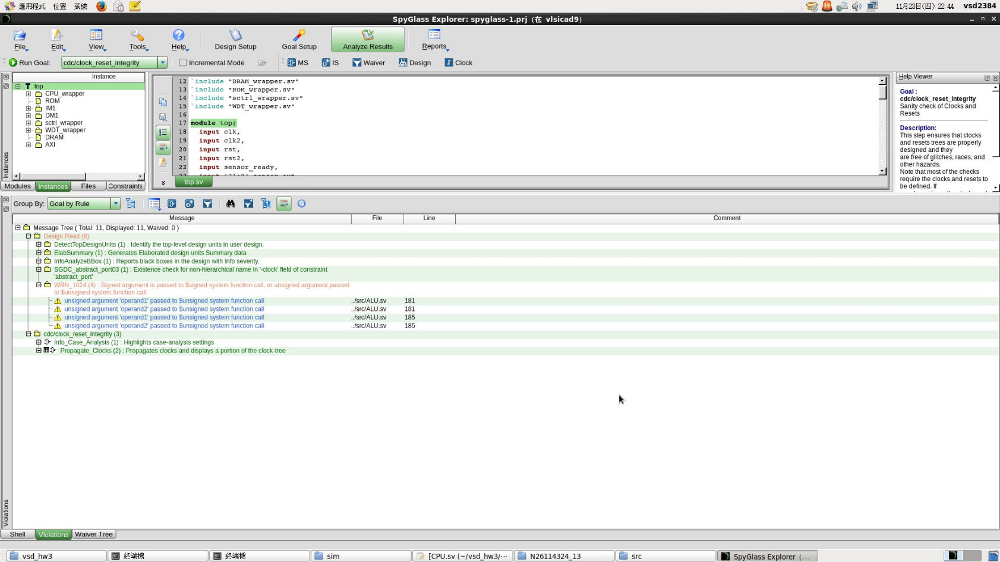 應用程式 位置 系統
11月23日(四) 22:44 vsd2384
SpyGlass Explorer: spyglass-1.prj (在 vlsicad9)
File Edit View Tools Help Design Setup Goal Setup Analyze Results Reports
Run Goal: cdc/clock_reset_integrity Incremental Mode MS IS Waiver Design Clock
Instance
top
CPU_wrapper
ROM
IM1
DM1
sctrl_wrapper
WDT_wrapper
DRAM
AXI
Instances
Modules Instances Files Constraints
12 `include "DRAM_wrapper.sv"
13 `include "ROM_wrapper.sv"
14 `include "sctrl_wrapper.sv"
15 `include "WDT_wrapper.sv"
16
17 module top(
18 input clk,
19 input clk2,
20 input rst,
21 input rst2,
22 input sensor_ready,
top.sv
Help Viewer
Goal :
cdc/clock_reset_integrity
Sanity check of Clocks and
Resets
Description:
This step ensures that clocks
and resets trees are properly
designed and they
are free of glitches, races, and
other hazards.
Note that most of the checks
require the clocks and resets to
be defined. If
Group By: Goal by Rule
Message File Line Comment
Message Tree ( Total: 11, Displayed: 11, Waived: 0 )
Design Read (8)
DetectTopDesignUnits (1) : Identify the top-level design units in user design.
ElabSummary (1) : Generates Elaborated design units Summary data
InfoAnalyzeBBox (1) : Reports black boxes in the design with Info severity.
SGDC_abstract_port03 (1) : Existence check for non-hierarchical name in '-clock' field of constraint
'abstract_port'
WRN_1024 (4) : Signed argument is passed to $signed system function call, or unsigned argument passed
to $unsigned system function call.
unsigned argument 'operand1' passed to $unsigned system function call ../src/ALU.sv 181
unsigned argument 'operand2' passed to $unsigned system function call ../src/ALU.sv 181
unsigned argument 'operand1' passed to $unsigned system function call ../src/ALU.sv 185
unsigned argument 'operand2' passed to $unsigned system function call ../src/ALU.sv 185
cdc/clock_reset_integrity (3)
Info_Case_Analysis (1) : Highlights case-analysis settings
Propagate_Clocks (2) : Propagates clocks and displays a portion of the clock-tree
Violations
Shell Violations Waiver Tree
vsd_hw3 終端機 終端機 sim [CPU.sv (~/vsd_hw3/··· N26114324_13 src SpyGlass Explorer (...